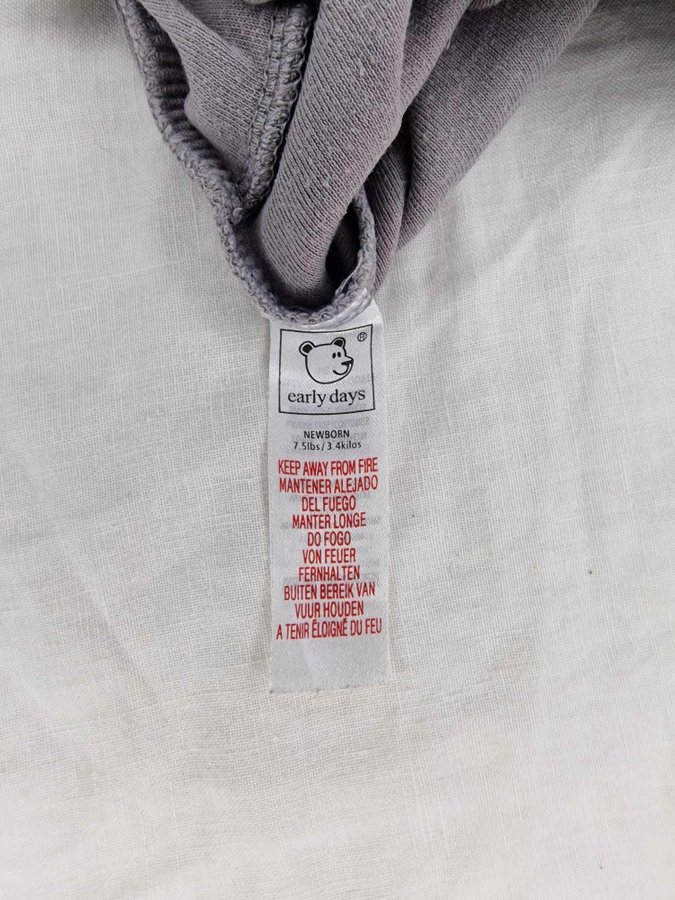 ®
early days
NEWBORN
7.5lbs/3.4kilos
KEEP AWAY FROM FIRE
MANTENER ALEJADO
DEL FUEGO
MANTER LONGE
DO FOGO
VON FEUER
FERNHALTEN
BUITEN BEREIK VAN
VUUR HOUDEN
A TENIR ÉLOIGNÉ DU FEU